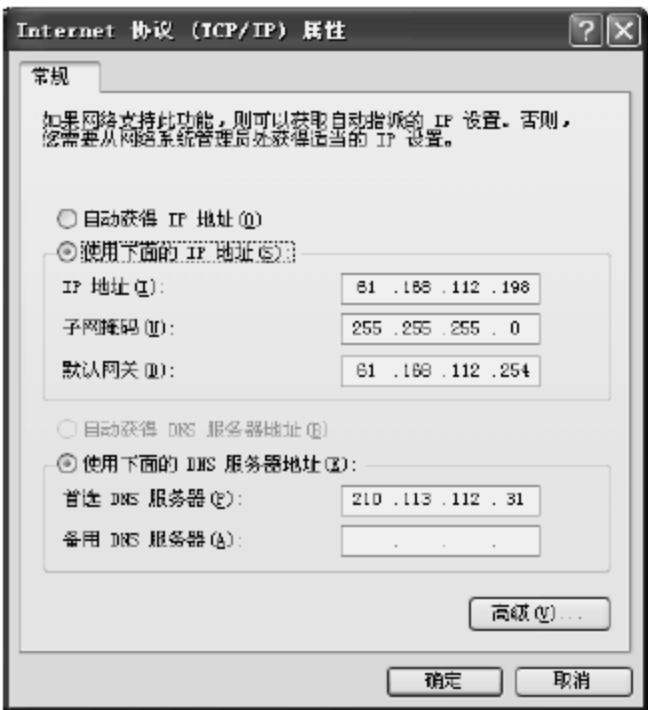 Internet 协议 (TCP/IP) 属性
常规
如果网络支持此功能，则可以获取自动指派的 IP 设置。否则，
您需要从网络系统管理员处获得适当的 IP 设置。
自动获得 IP 地址(O)
使用下面的 IP 地址(S):
IP 地址(I): 61 .168 .112 .198
子网掩码(U): 255 .255 .255 . 0
默认网关(D): 61 .168 .112 .254
自动获得 DNS 服务器地址(B)
使用下面的 DNS 服务器地址(E):
首选 DNS 服务器(P): 210 .113 .112 . 31
备用 DNS 服务器(A): . . .
高级(V)...
确定 取消